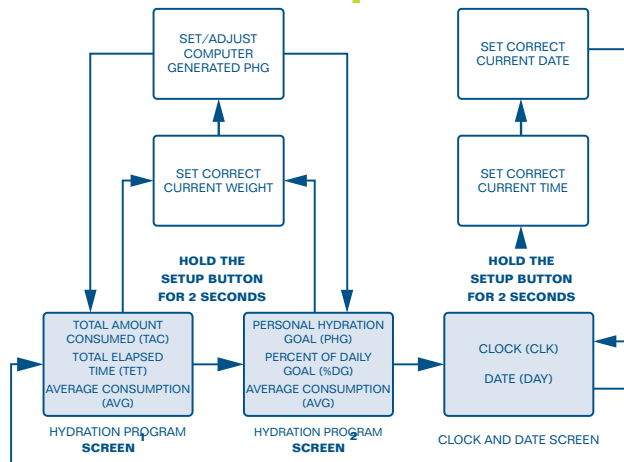 SET/ADJUST
COMPUTER
GENERATED PHG
SET CORRECT
CURRENT DATE
SET CORRECT
CURRENT WEIGHT
SET CORRECT
CURRENT TIME
HOLD THE
SETUP BUTTON
FOR 2 SECONDS
HOLD THE
SETUP BUTTON
FOR 2 SECONDS
TOTAL AMOUNT
CONSUMED (TAC)
TOTAL ELAPSED
TIME (TET)
AVERAGE CONSUMPTION
(AVG)
PERSONAL HYDRATION
GOAL (PHG)
PERCENT OF DAILY
GOAL (%DG)
AVERAGE CONSUMPTION
(AVG)
CLOCK (CLK)
DATE (DAY)
HYDRATION PROGRAM
SCREEN 1
HYDRATION PROGRAM
SCREEN 2
CLOCK AND DATE SCREEN